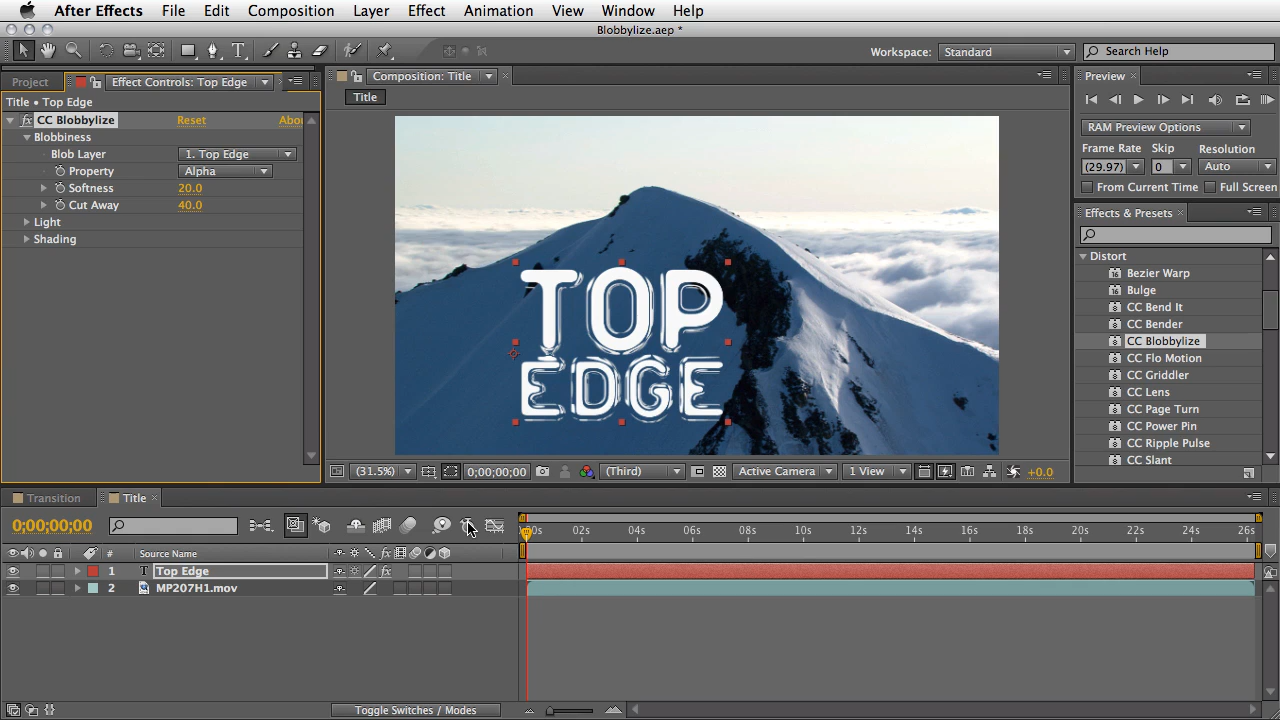 After Effects File Edit Composition Layer Effect Animation View Window Help
Blobbylize.aep *
Workspace: Standard Search Help
Project Effect Controls: Top Edge
Title • Top Edge
CC Blobbylize Reset Abou
Blobbiness
Blob Layer 1. Top Edge
Property Alpha
Softness 20.0
Cut Away 40.0
Light
Shading
Composition: Title
Title
TOP
EDGE
(31.5%) 0;00;00;00 (Third) Active Camera 1 View +0.0
Preview
RAM Preview Options
Frame Rate Skip Resolution
(29.97) 0 Auto
From Current Time Full Screen
Effects & Presets
Distort
Bezier Warp
Bulge
CC Bend It
CC Bender
CC Blobbylize
CC Flo Motion
CC Griddler
CC Lens
CC Page Turn
CC Power Pin
CC Ripple Pulse
CC Slant
Transition Title
0;00;00;00
:00s 02s 04s 06s 08s 10s 12s 14s 16s 18s 20s 22s 24s 26s
# Source Name
1 T Top Edge
2 MP207H1.mov
Toggle Switches / Modes